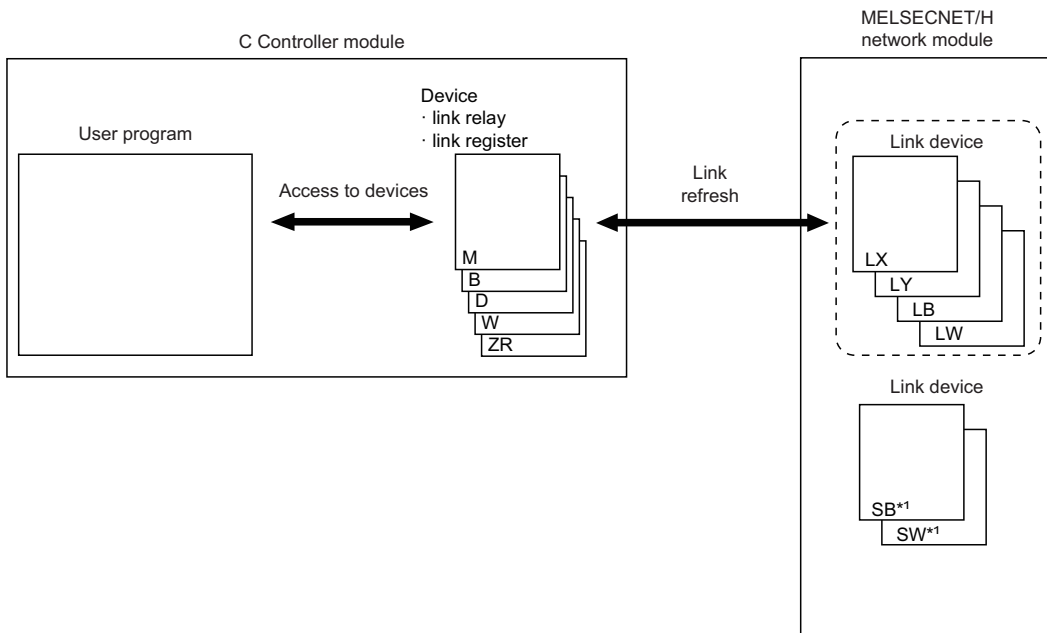 C Controller module
User program
Access to devices
Device
· link relay
· link register
M
B
D
W
ZR
Link
refresh
MELSECNET/H
network module
Link device
LX
LY
LB
LW
Link device
SB*¹
SW*¹